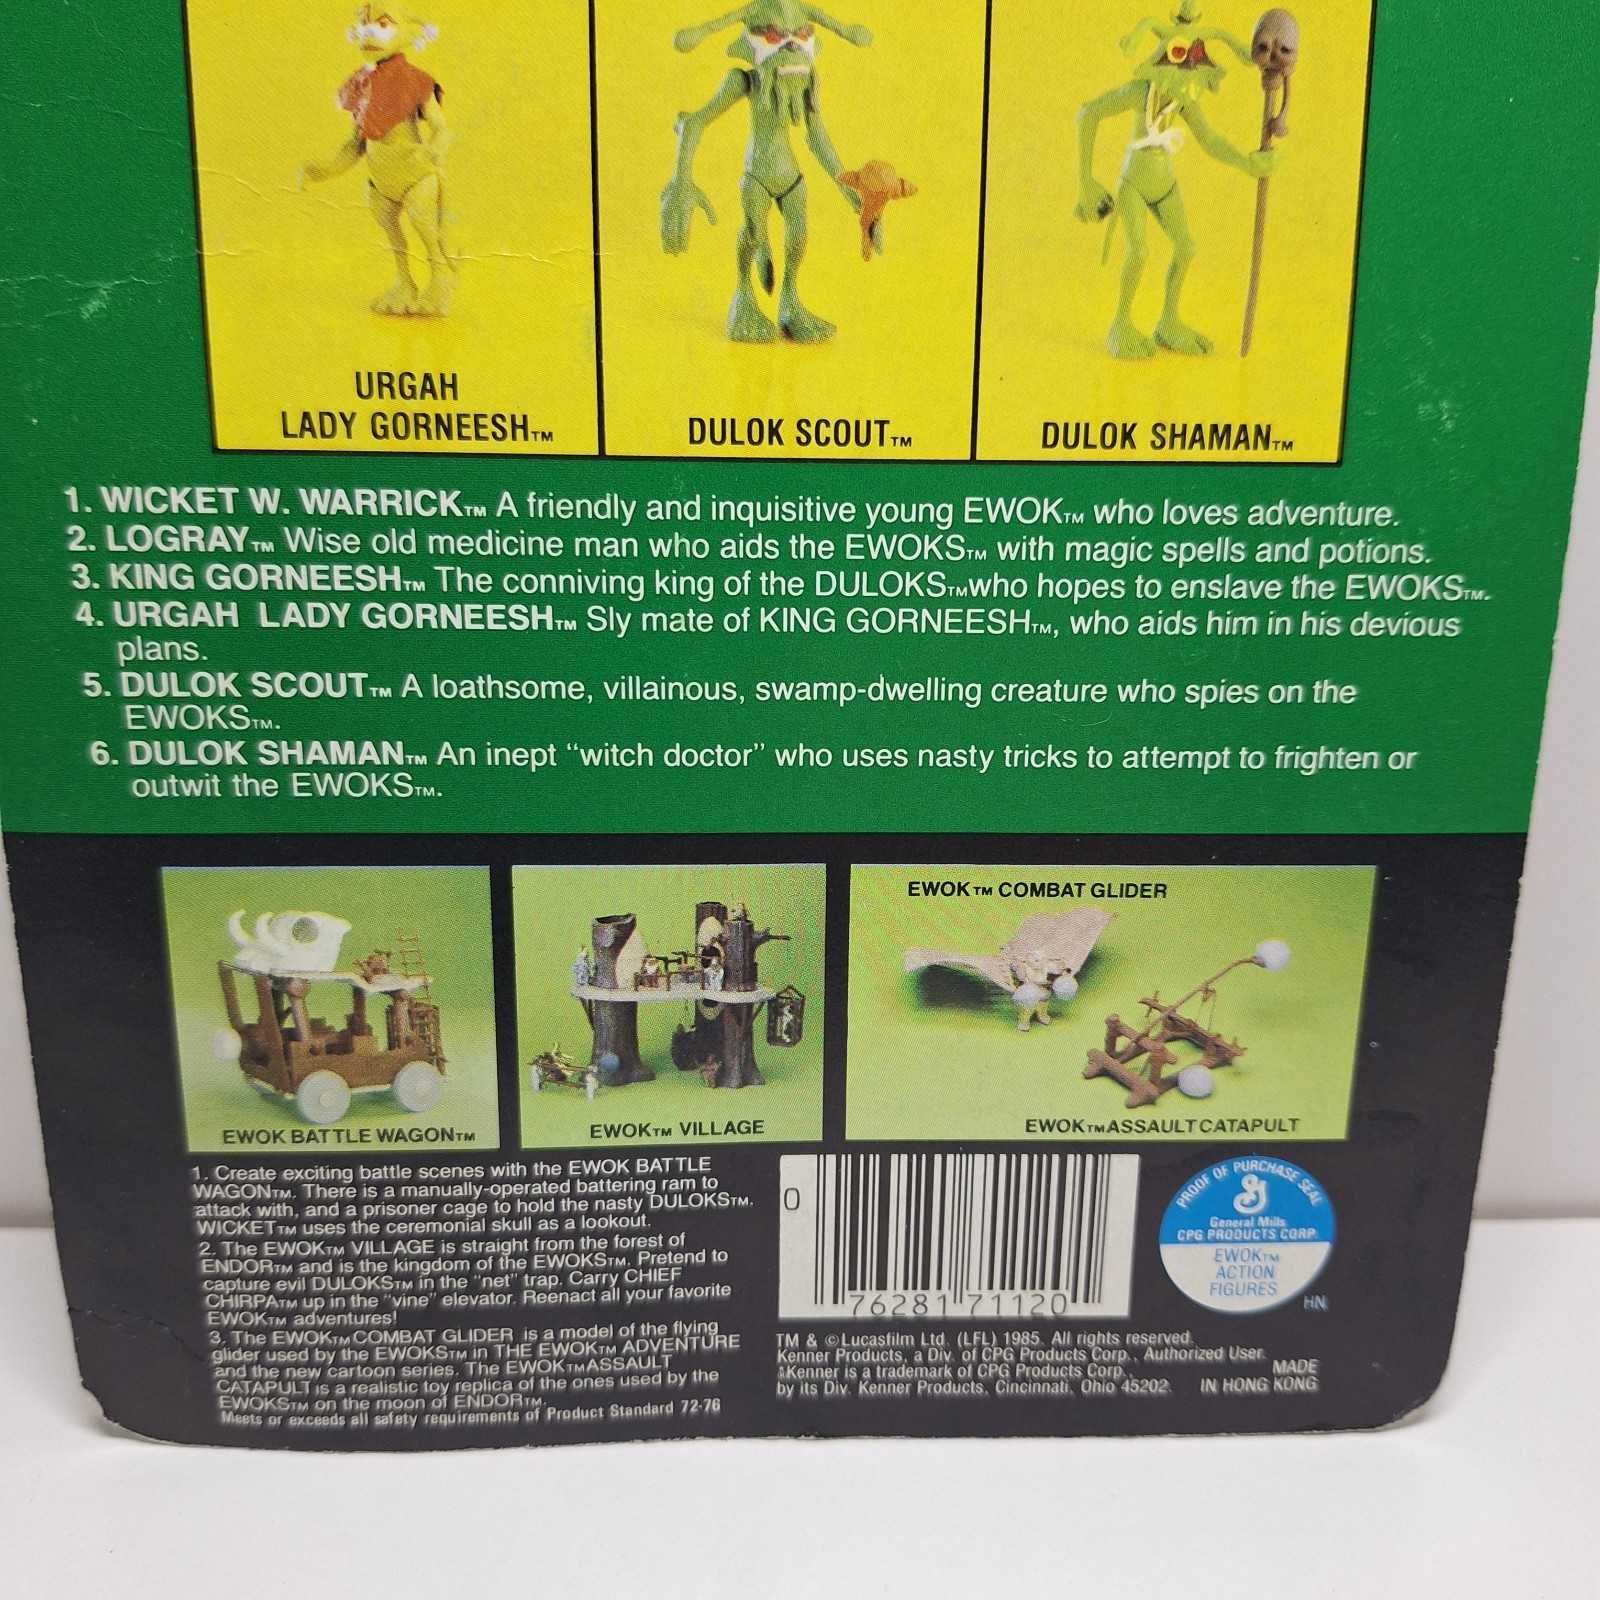 URGAH
LADY GORNEESH™
DULOK SCOUT™
DULOK SHAMAN™
1. WICKET W. WARRICK™ A friendly and inquisitive young EWOK™ who loves adventure.
2. LOGRAY™ Wise old medicine man who aids the EWOKS™ with magic spells and potions.
3. KING GORNEESH™ The conniving king of the DULOKS™ who hopes to enslave the EWOKS™.
4. URGAH LADY GORNEESH™ Sly mate of KING GORNEESH™, who aids him in his devious
plans.
5. DULOK SCOUT™ A loathsome, villainous, swamp-dwelling creature who spies on the
EWOKS™.
6. DULOK SHAMAN™ An inept “witch doctor” who uses nasty tricks to attempt to frighten or
outwit the EWOKS™.
EWOK BATTLE WAGON™
EWOK™ VILLAGE
EWOK™ COMBAT GLIDER
EWOK™ ASSAULT CATAPULT
1. Create exciting battle scenes with the EWOK BATTLE
WAGON™. There is a manually-operated battering ram to
attack with, and a prisoner cage to hold the nasty DULOKS™.
WICKET™ uses the ceremonial skull as a lookout.
2. The EWOK™ VILLAGE is straight from the forest of
ENDOR™ and is the kingdom of the EWOKS™. Pretend to
capture evil DULOKS™ in the "net" trap. Carry CHIEF
CHIRPA™ up in the "vine" elevator. Reenact all your favorite
EWOK™ adventures!
3. The EWOK™ COMBAT GLIDER is a model of the flying
glider used by the EWOKS™ in THE EWOK™ ADVENTURE
and the new cartoon series. The EWOK™ ASSAULT
CATAPULT is a realistic toy replica of the ones used by the
EWOKS™ on the moon of ENDOR™.
Meets or exceeds all safety requirements of Product Standard 72-76
0
76281 71120
PROOF OF PURCHASE SEAL
General Mills
CPG PRODUCTS CORP.
EWOK™
ACTION
FIGURES
HN
TM & © Lucasfilm Ltd. (LFL) 1985. All rights reserved.
Kenner Products, a Div. of CPG Products Corp., Authorized User.
Kenner is a trademark of CPG Products Corp.,
by its Div. Kenner Products, Cincinnati, Ohio 45202.
MADE
IN HONG KONG